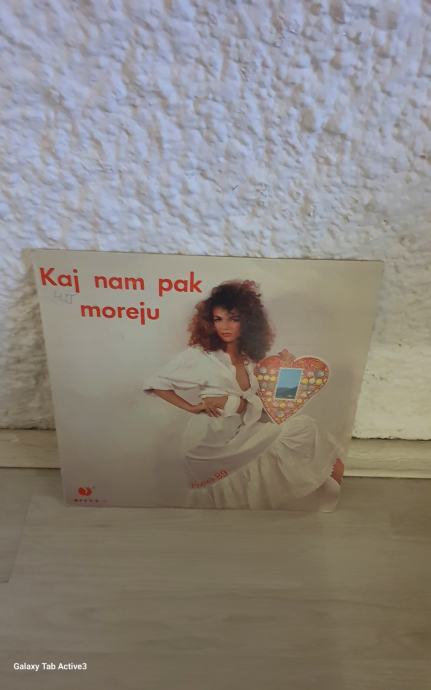 Kaj nam pak
moreju
Galaxy Tab Active3